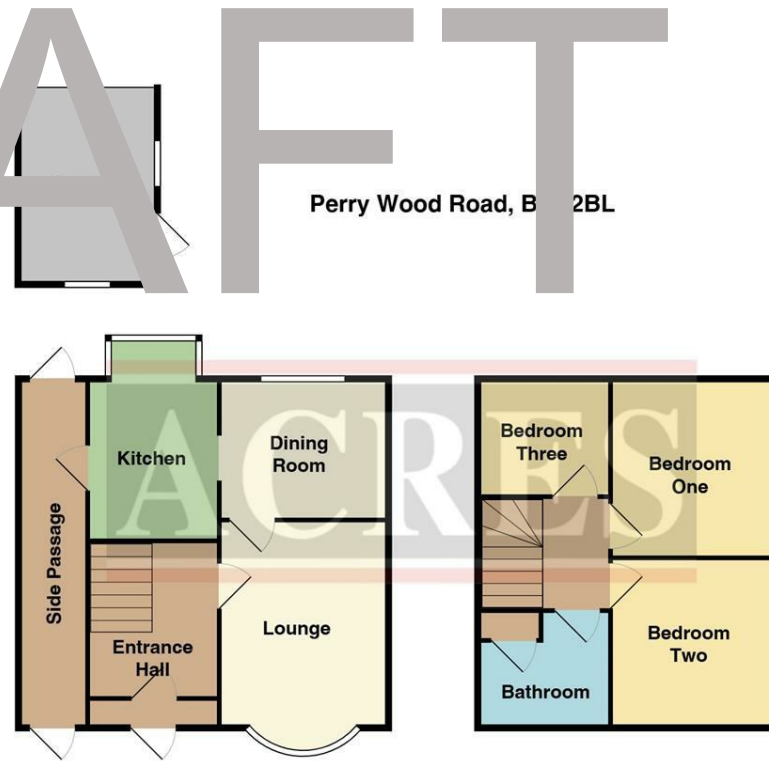 AFT
Perry Wood Road, B 2BL
ACRES
Kitchen
Dining
Room
Side Passage
Entrance
Hall
Lounge
Bedroom
Three
Bedroom
One
Bedroom
Two
Bathroom